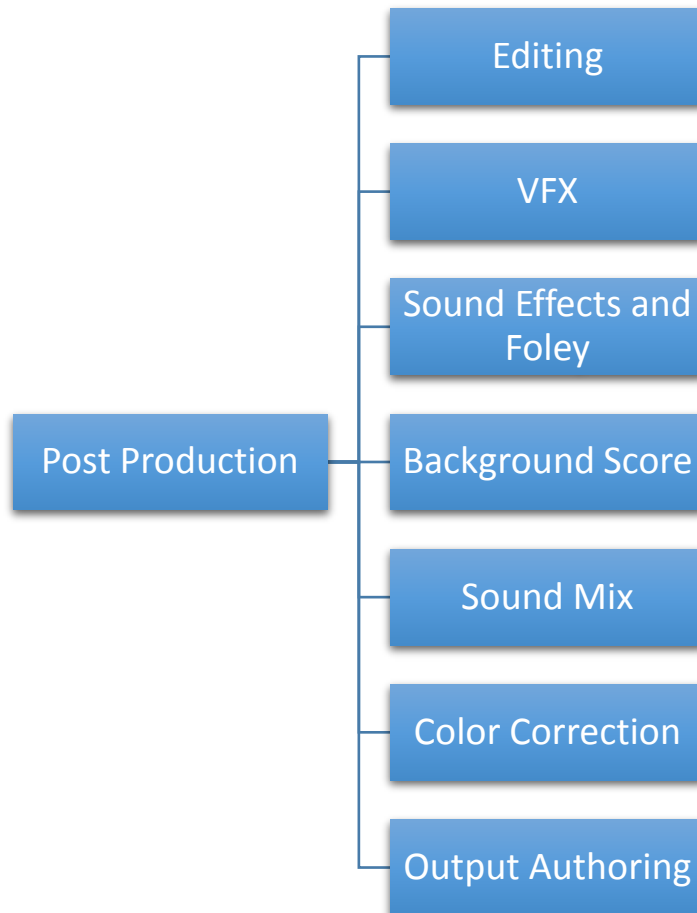 Editing
VFX
Sound Effects and
Foley
Post Production
Background Score
Sound Mix
Color Correction
Output Authoring